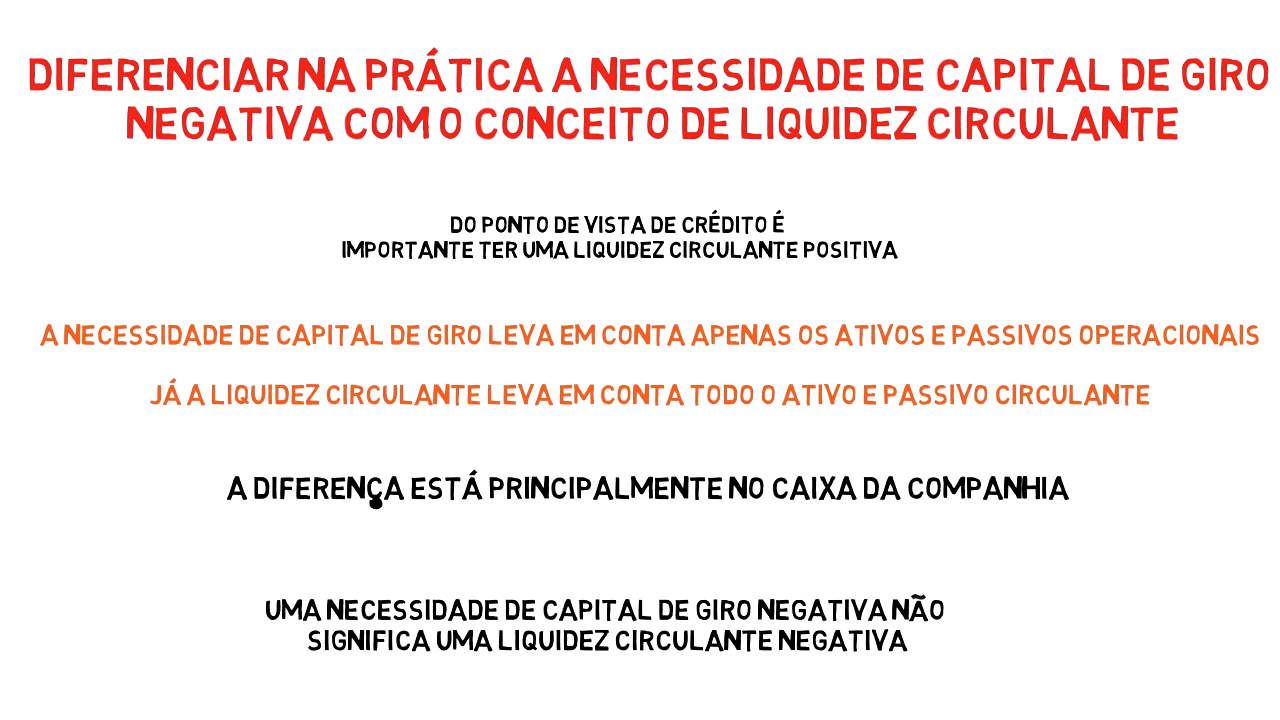 DIFERENCIAR NA PRÁTICA A NECESSIDADE DE CAPITAL DE GIRO
NEGATIVA COM O CONCEITO DE LIQUIDEZ CIRCULANTE
DO PONTO DE VISTA DE CRÉDITO É
IMPORTANTE TER UMA LIQUIDEZ CIRCULANTE POSITIVA
A NECESSIDADE DE CAPITAL DE GIRO LEVA EM CONTA APENAS OS ATIVOS E PASSIVOS OPERACIONAIS
JÁ A LIQUIDEZ CIRCULANTE LEVA EM CONTA TODO O ATIVO E PASSIVO CIRCULANTE
A DIFERENÇA ESTÁ PRINCIPALMENTE NO CAIXA DA COMPANHIA
UMA NECESSIDADE DE CAPITAL DE GIRO NEGATIVA NÃO
SIGNIFICA UMA LIQUIDEZ CIRCULANTE NEGATIVA